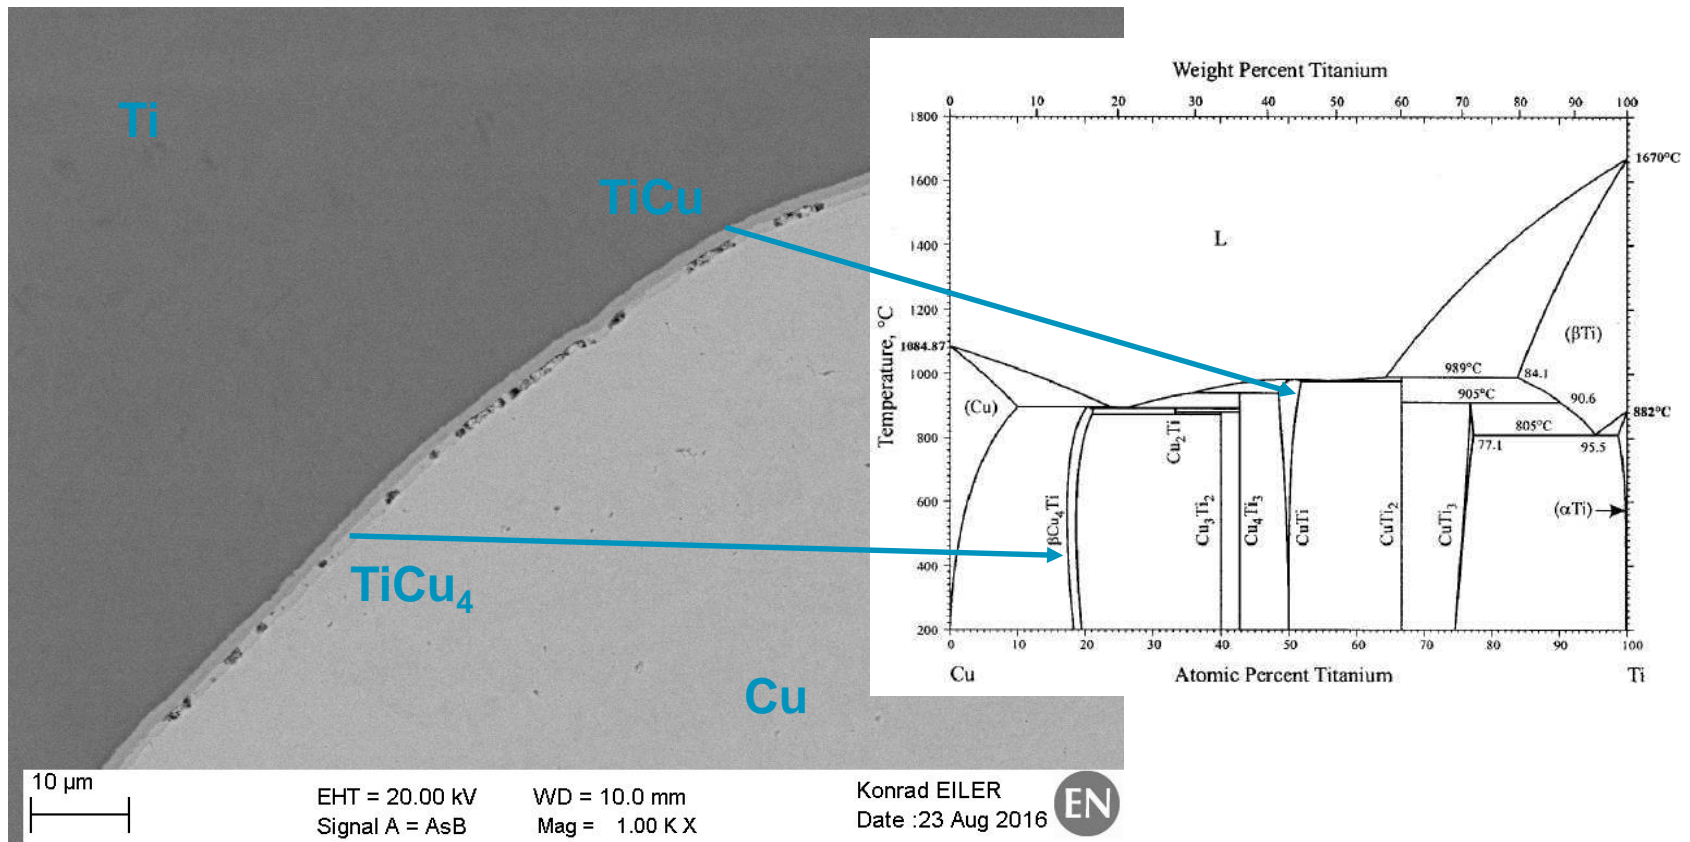 Ti
TiCu
TiCu₄
Cu
10 µm
EHT = 20.00 kV
WD = 10.0 mm
Signal A = AsB
Mag = 1.00 K X
Konrad EILER
Date :23 Aug 2016
EN
Weight Percent Titanium
0 10 20 30 40 50 60 70 80 90 100
1800
1600
1400
1200
1000
800
600
400
200
Temperature, °C
1670°C
L
(βTi)
1084.87
989°C
84.1
(Cu)
905°C
90.6
882°C
805°C
77.1
95.5
Cu₂Ti
βCu₄Ti
Cu₃Ti₂
Cu₄Ti₃
CuTi
CuTi₂
CuTi₃
(αTi)
0 10 20 30 40 50 60 70 80 90 100
Cu
Atomic Percent Titanium
Ti